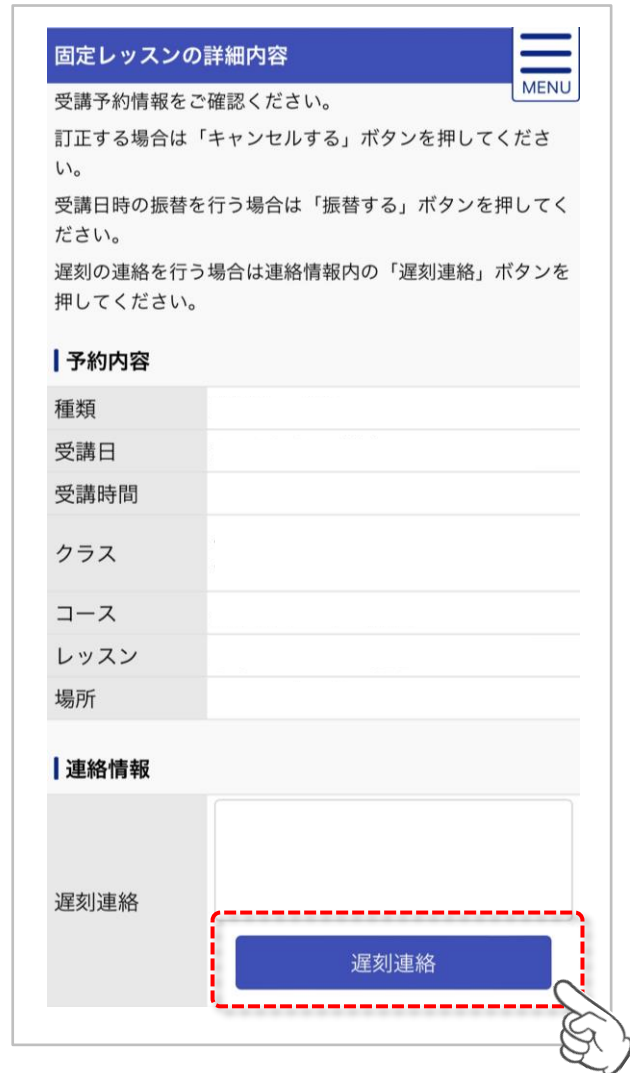 固定レッスンの詳細内容
MENU
受講予約情報をご確認ください。
訂正する場合は「キャンセルする」ボタンを押してくださ
い。
受講日時の振替を行う場合は「振替する」ボタンを押してく
ださい。
遅刻の連絡を行う場合は連絡情報内の「遅刻連絡」ボタンを
押してください。
予約内容
種類
受講日
受講時間
クラス
コース
レッスン
場所
連絡情報
遅刻連絡
遅刻連絡